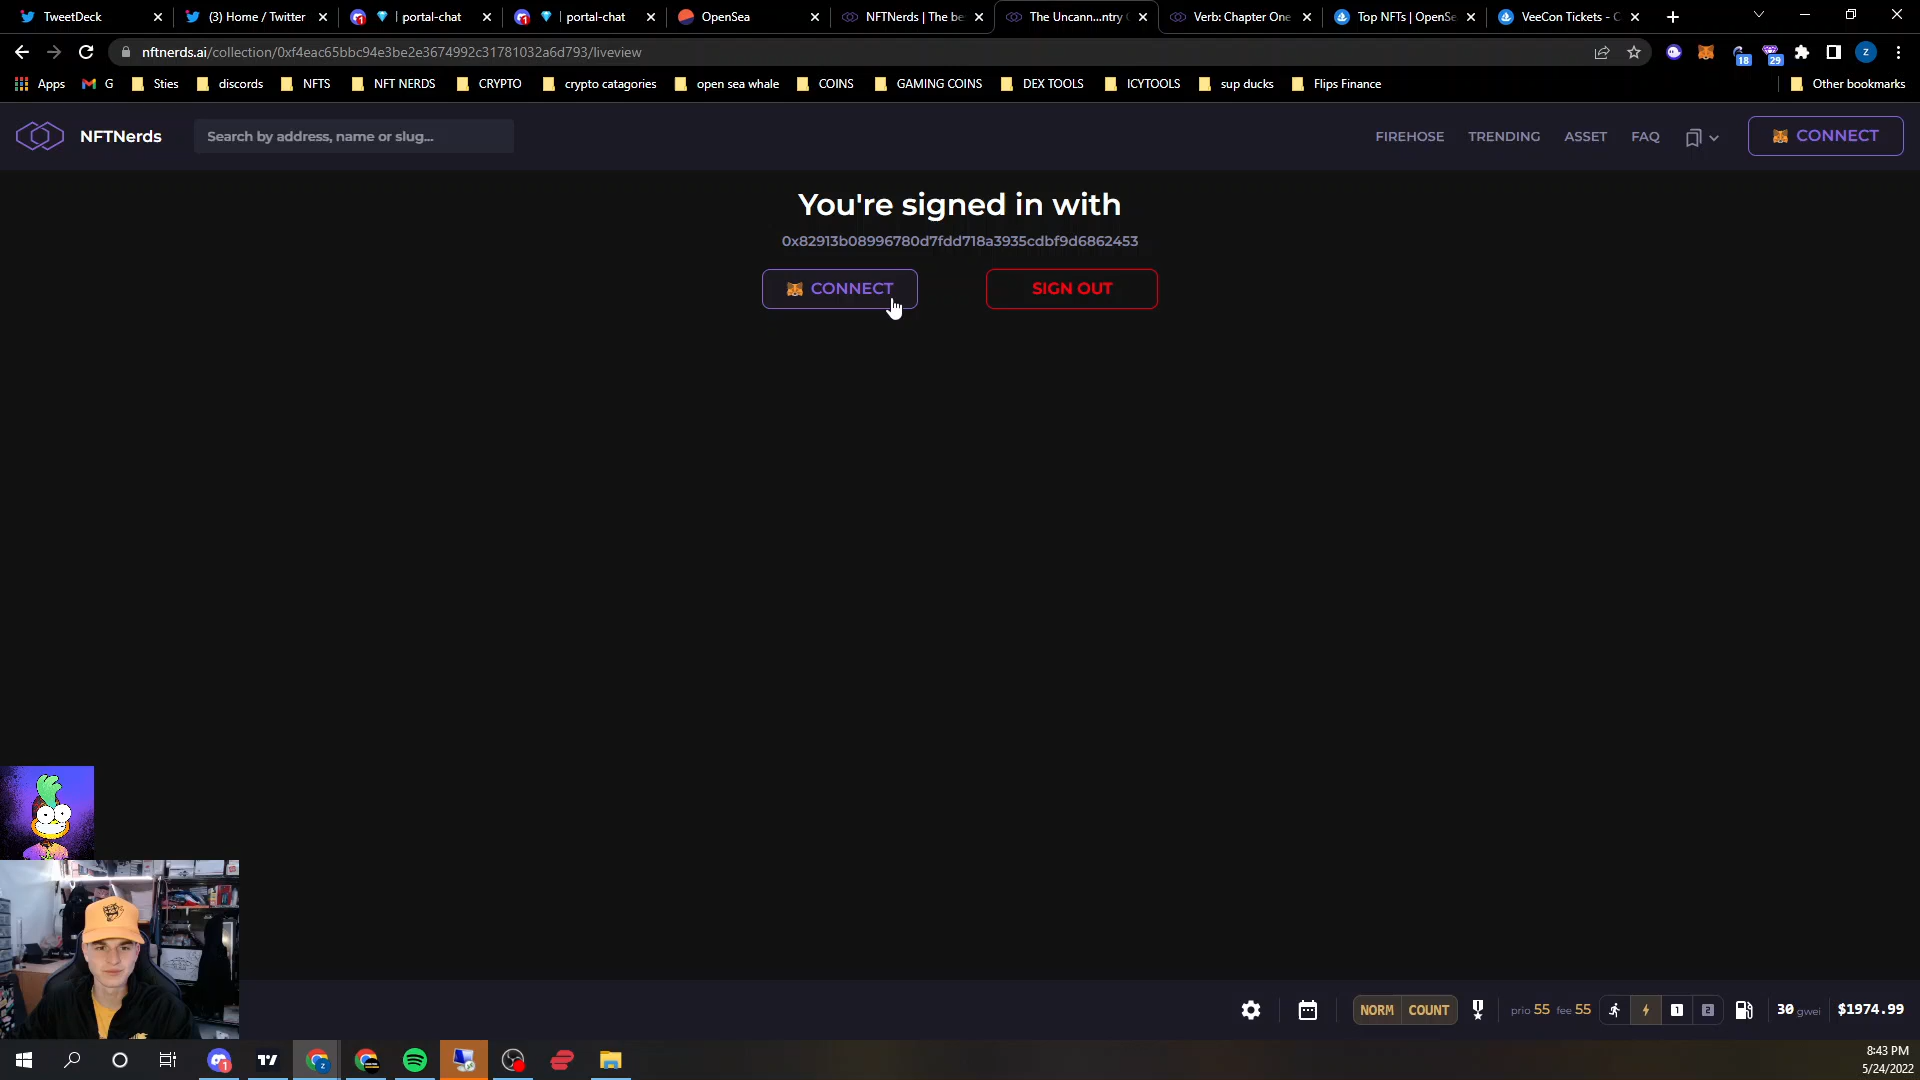 TweetDeck
(3) Home / Twitter
| portal-chat
| portal-chat
OpenSea
NFTNerds | The be
The Uncann...ntry
Verb: Chapter One
Top NFTs | OpenSe
VeeCon Tickets - C
nftnerds.ai/collection/0xf4eac65bbc94e3be2e3674992c31781032a6d793/liveview
18
29
Z
Apps
G
Sties
discords
NFTS
NFT NERDS
CRYPTO
crypto catagories
open sea whale
COINS
GAMING COINS
DEX TOOLS
ICYTOOLS
sup ducks
Flips Finance
Other bookmarks
NFTNerds
Search by address, name or slug...
FIREHOSE
TRENDING
ASSET
FAQ
CONNECT
You're signed in with
0x82913b08996780d7fdd718a3935cdbf9d6862453
CONNECT
SIGN OUT
NORM COUNT
prio 55 fee 55
1
2
30 gwei
$1974.99
8:43 PM
5/24/2022